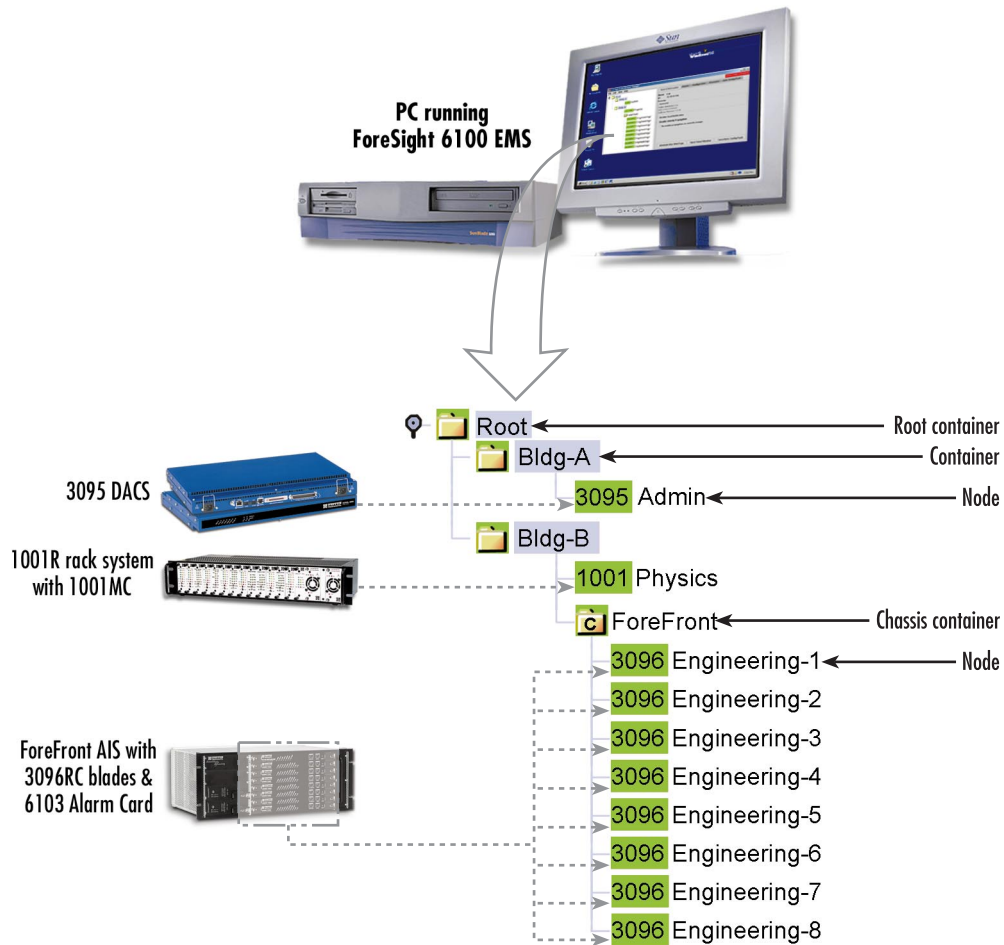 Sun
PC running
ForeSight 6100 EMS
Root
Root container
Bldg-A
Container
3095 DACS
3095 Admin
Node
Bldg-B
1001R rack system
with 1001MC
1001 Physics
C ForeFront
Chassis container
3096 Engineering-1
Node
3096 Engineering-2
3096 Engineering-3
ForeFront AIS with
3096RC blades &
6103 Alarm Card
3096 Engineering-4
3096 Engineering-5
3096 Engineering-6
3096 Engineering-7
3096 Engineering-8